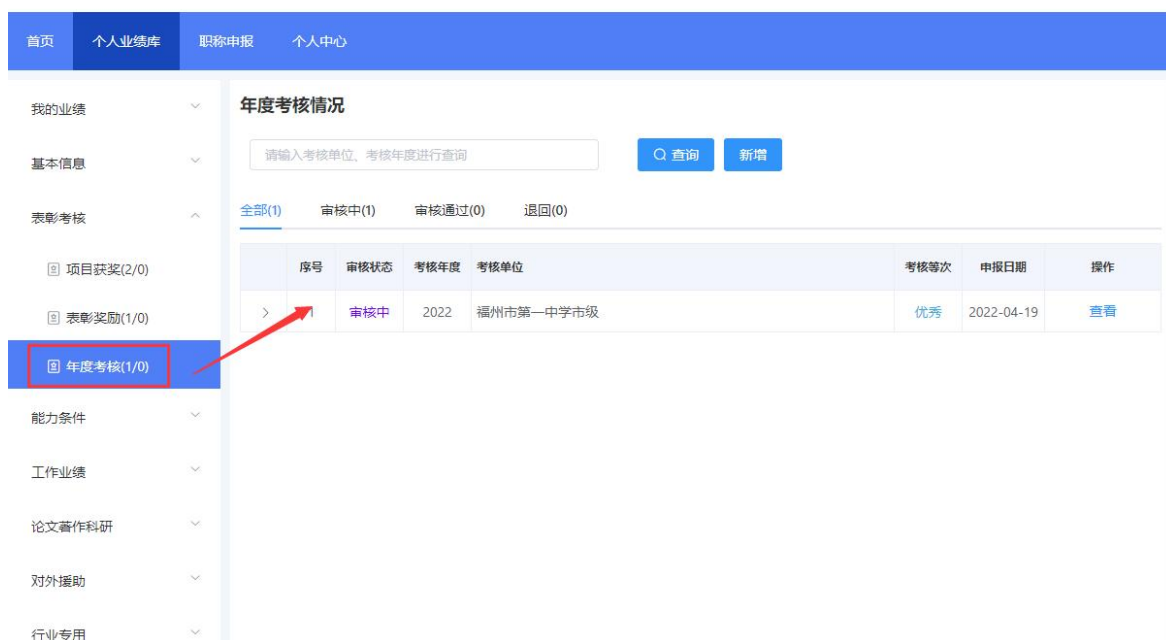 首页 个人业绩库 职称申报 个人中心
我的业绩
基本信息
表彰考核
项目获奖(2/0)
表彰奖励(1/0)
年度考核(1/0)
能力条件
工作业绩
论文著作科研
对外援助
行业专用
年度考核情况
请输入考核单位、考核年度进行查询 查询 新增
全部(1) 审核中(1) 审核通过(0) 退回(0)
序号 审核状态 考核年度 考核单位 考核等次 申报日期 操作
1 审核中 2022 福州市第一中学市级 优秀 2022-04-19 查看